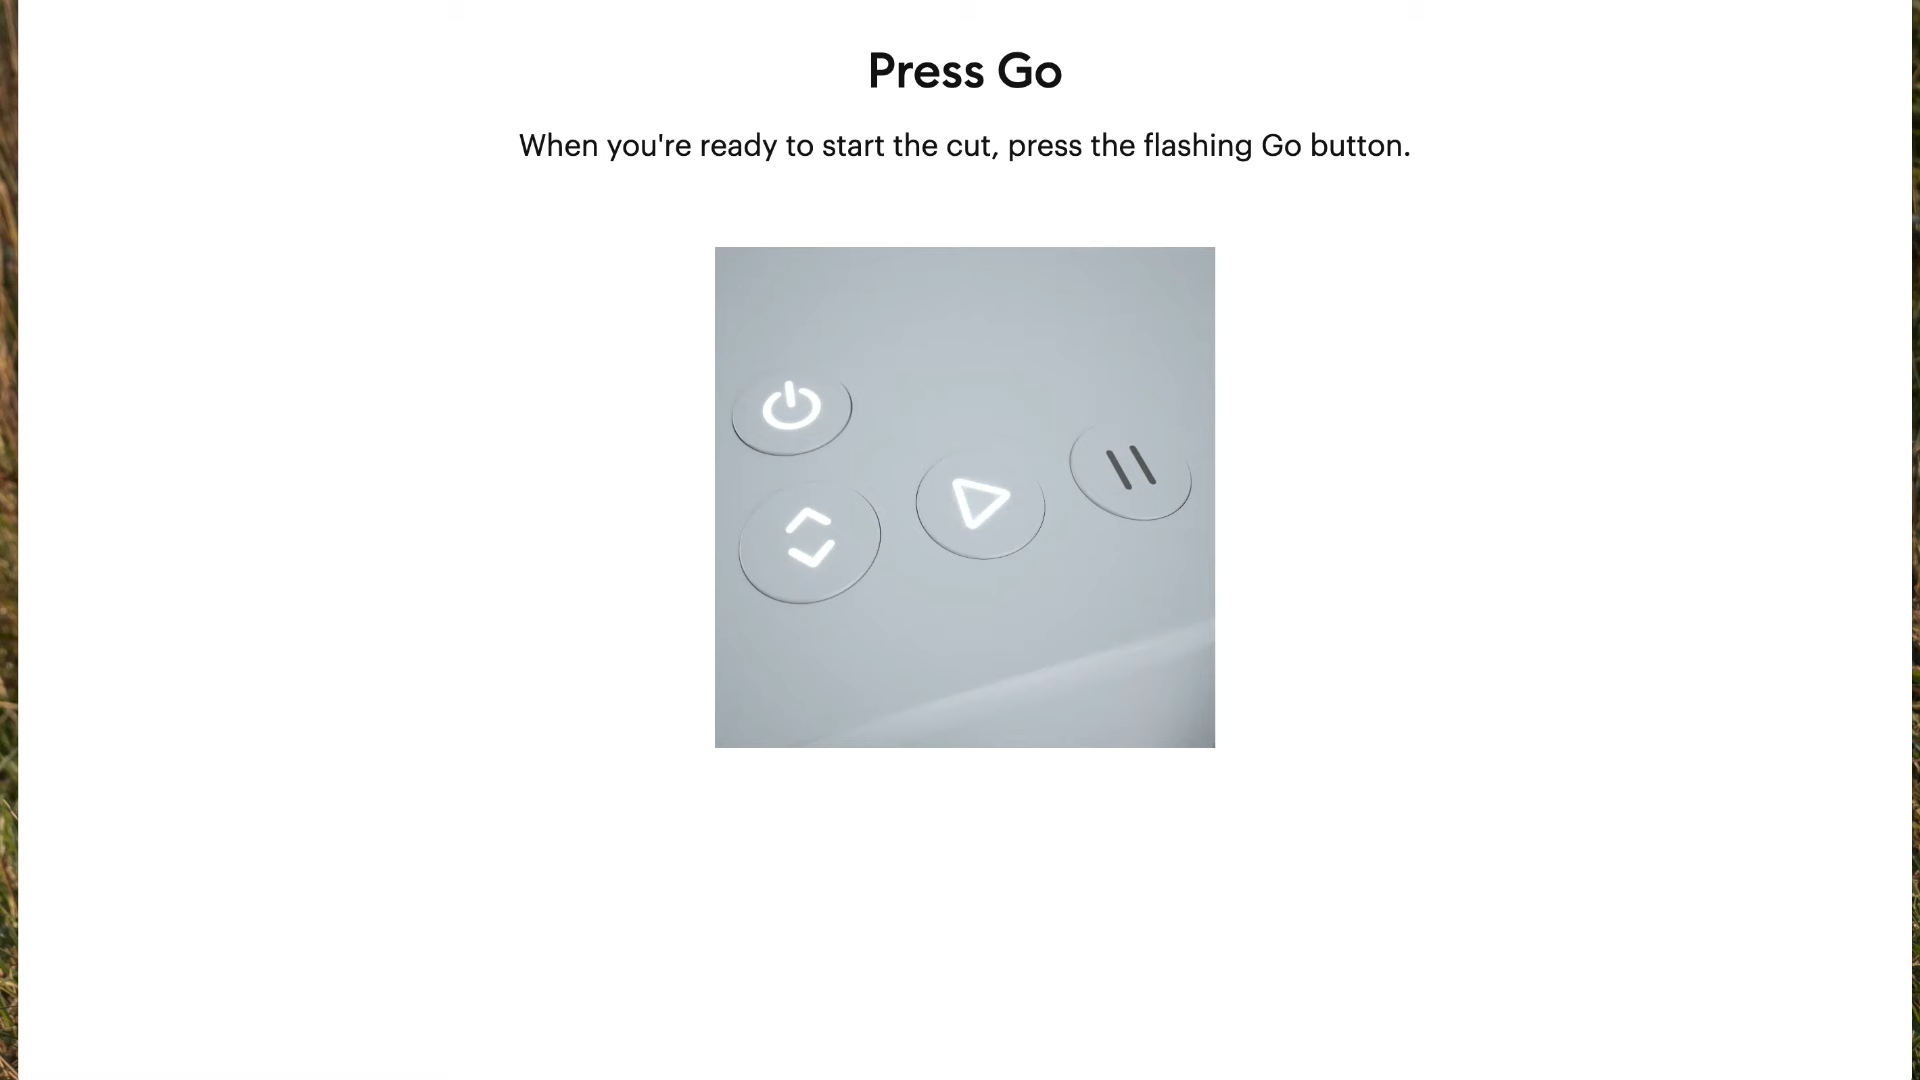 Press Go
When you're ready to start the cut, press the flashing Go button.